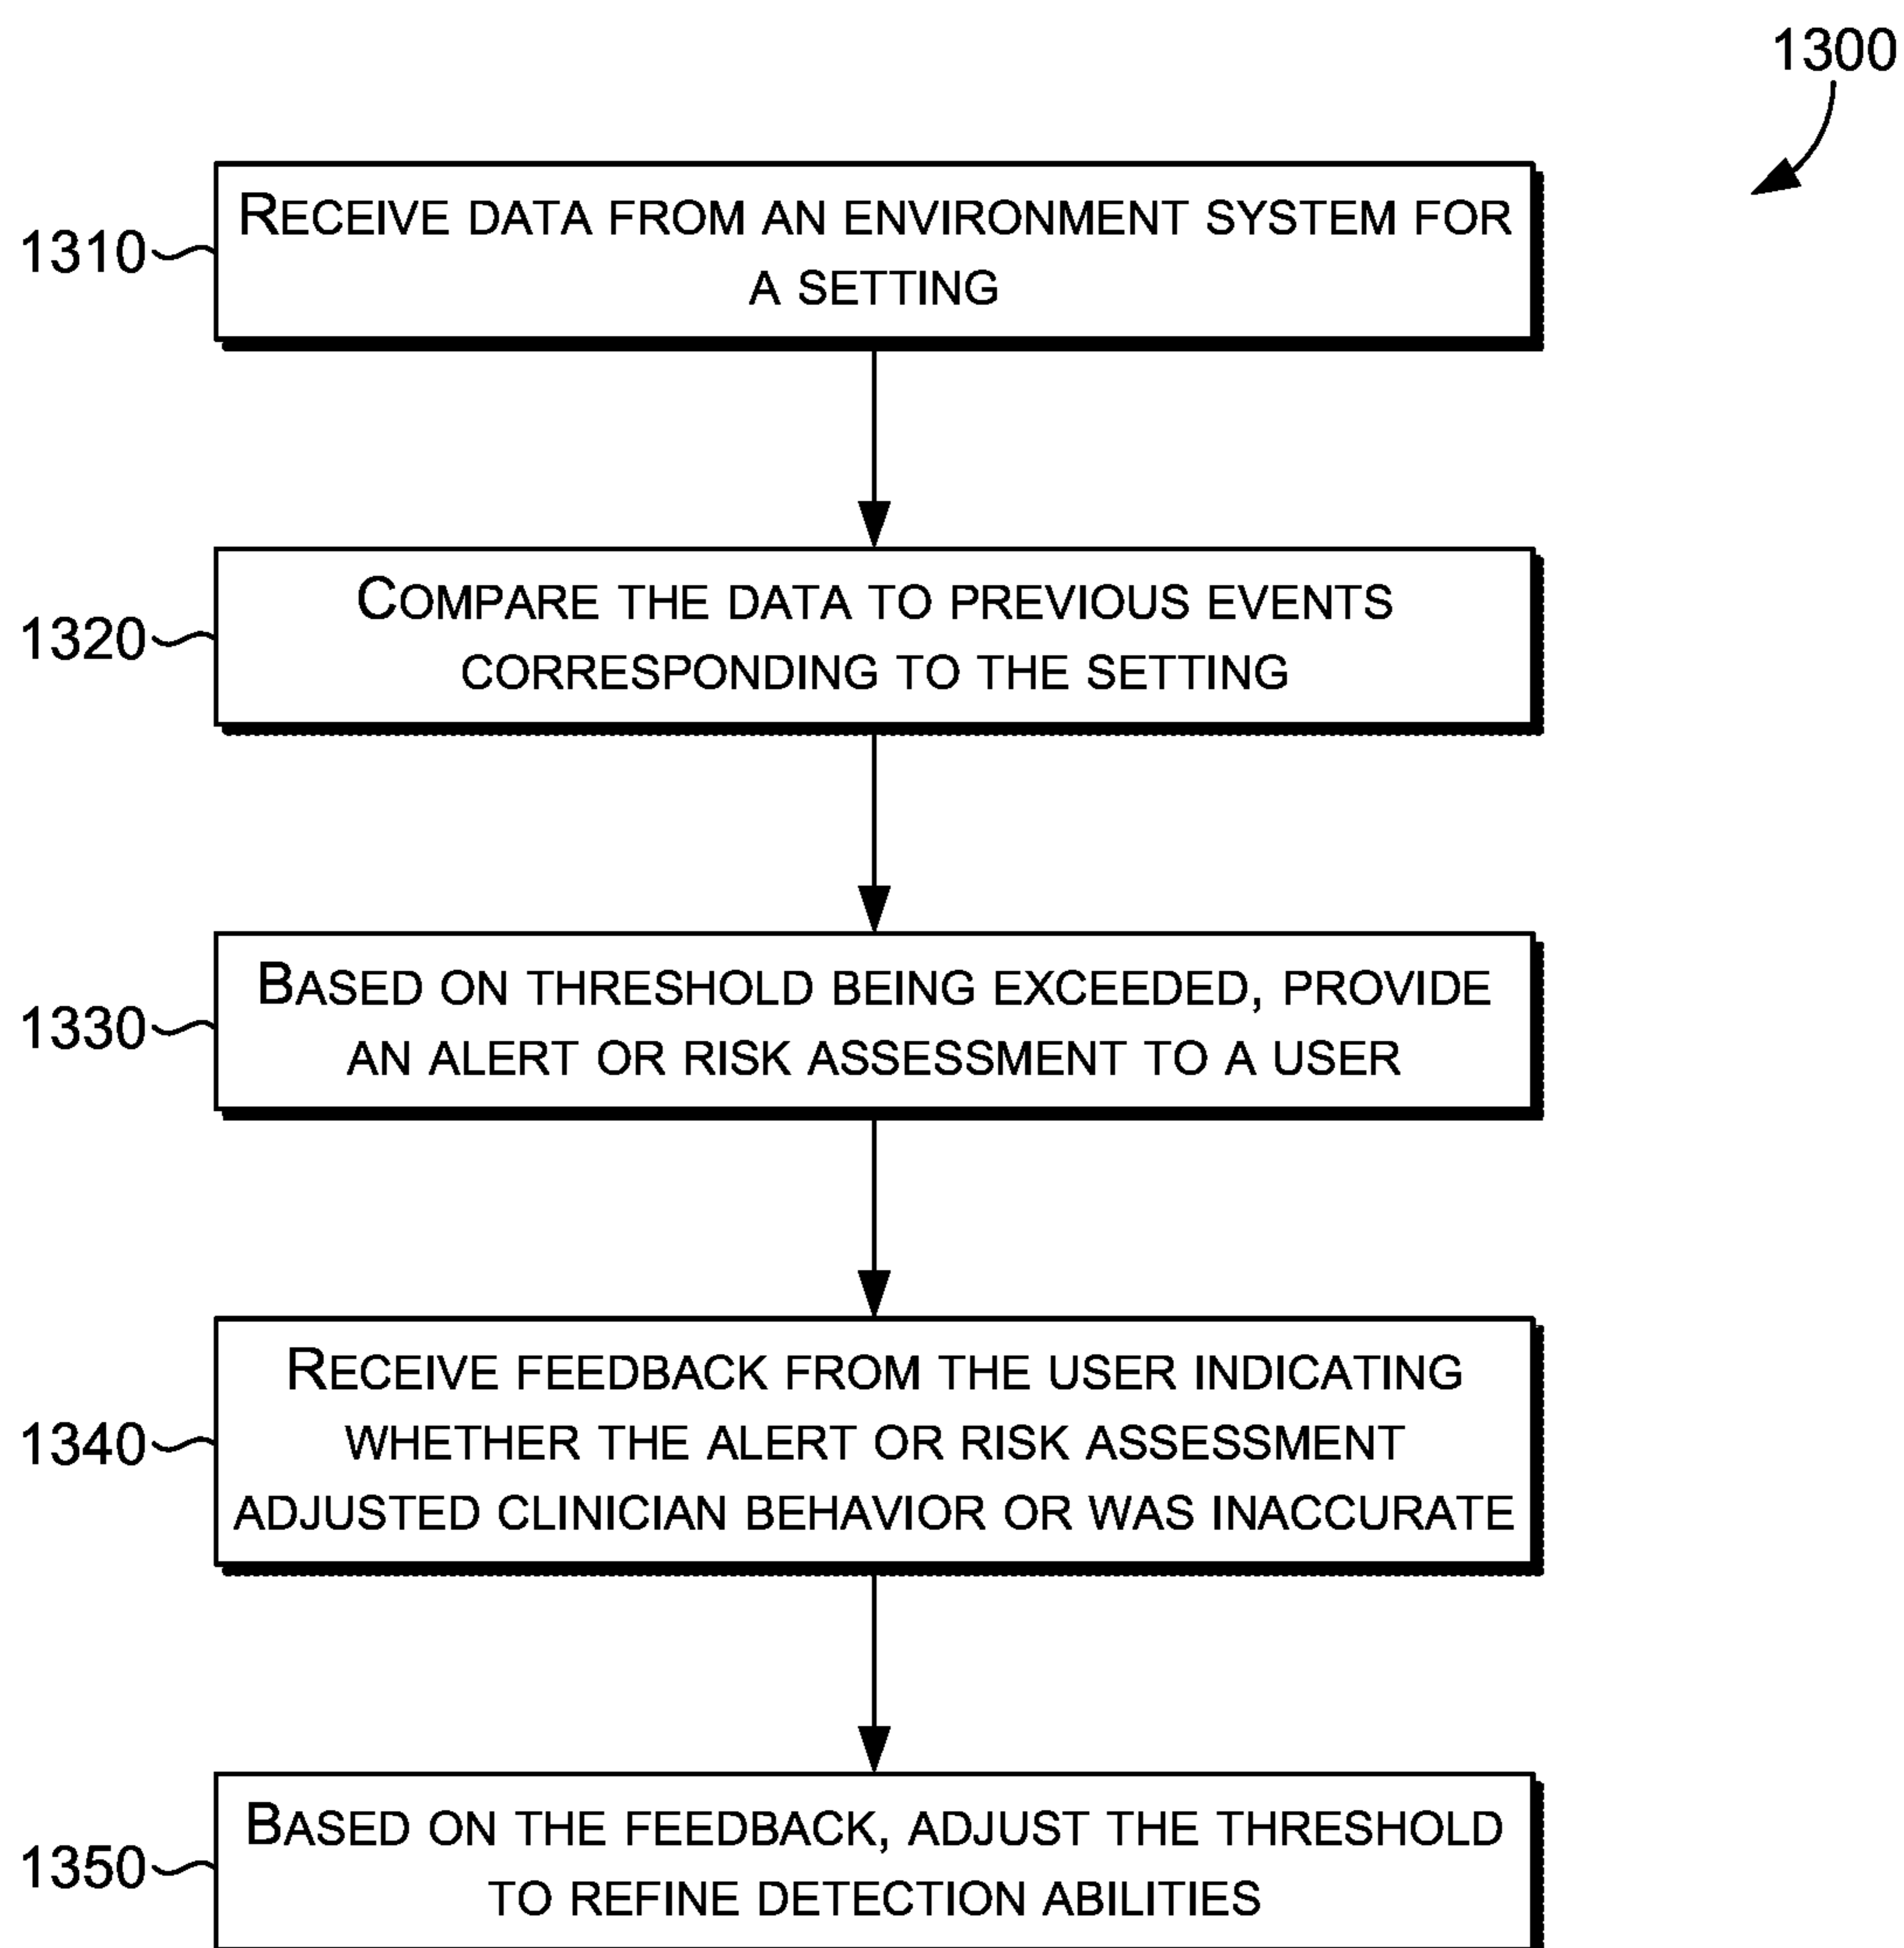 1300
1310
RECEIVE DATA FROM AN ENVIRONMENT SYSTEM FOR
A SETTING
1320
COMPARE THE DATA TO PREVIOUS EVENTS
CORRESPONDING TO THE SETTING
1330
BASED ON THRESHOLD BEING EXCEEDED, PROVIDE
AN ALERT OR RISK ASSESSMENT TO A USER
1340
RECEIVE FEEDBACK FROM THE USER INDICATING
WHETHER THE ALERT OR RISK ASSESSMENT
ADJUSTED CLINICIAN BEHAVIOR OR WAS INACCURATE
1350
BASED ON THE FEEDBACK, ADJUST THE THRESHOLD
TO REFINE DETECTION ABILITIES